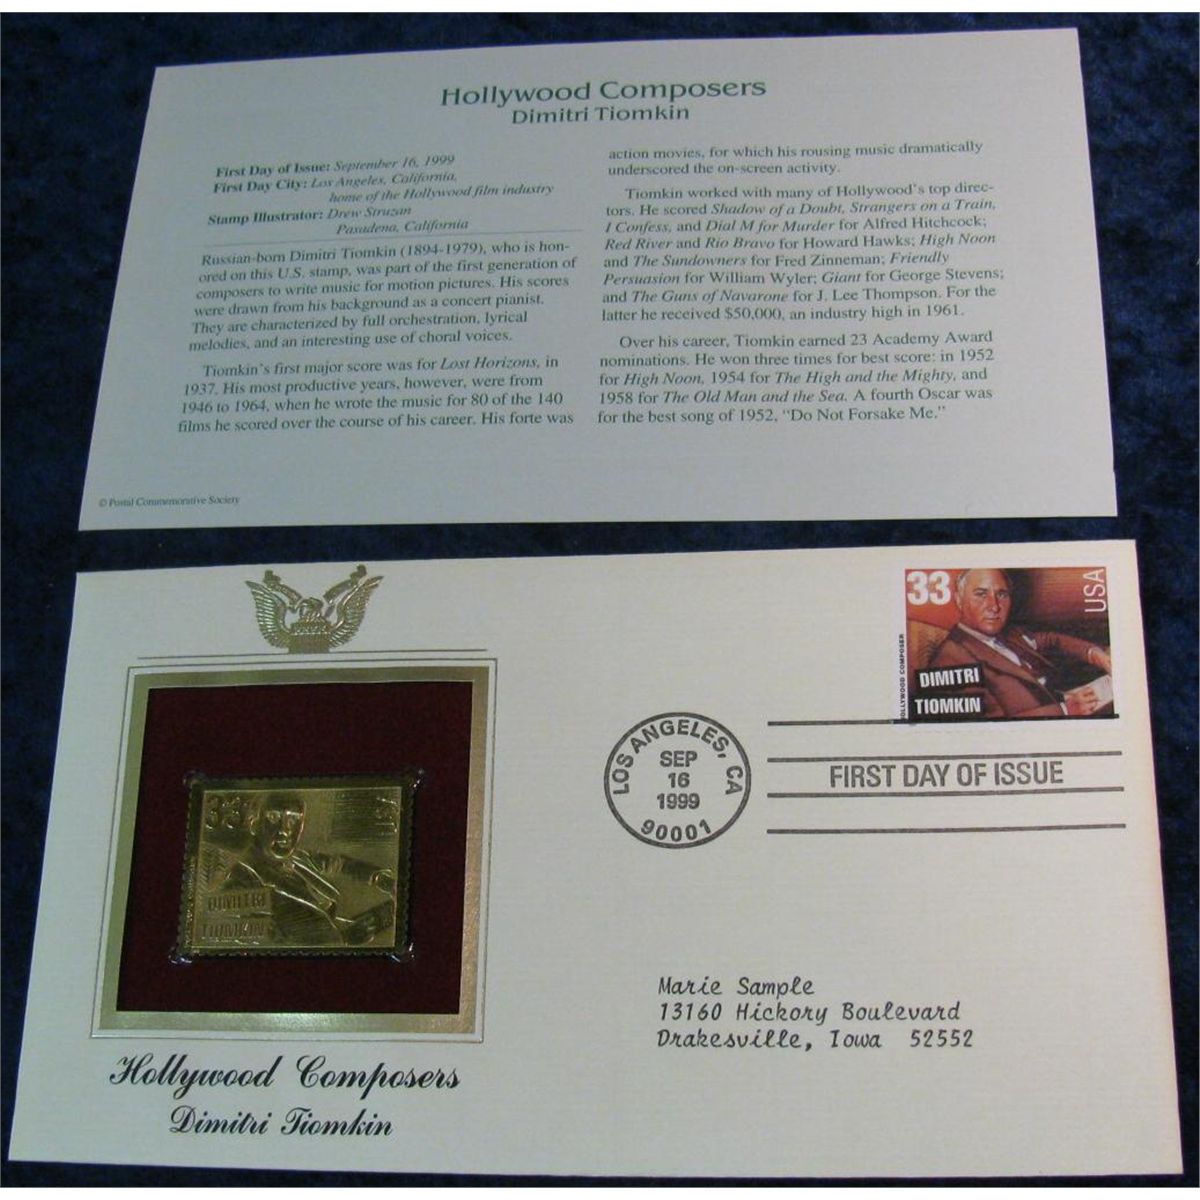 Hollywood Composers
Dimitri Tiomkin
First Day of Issue: September 16, 1999
First Day City: Los Angeles, California,
home of the Hollywood film industry
Stamp Illustrator: Drew Struzan
Pasadena, California
Russian-born Dimitri Tiomkin (1894-1979), who is hon-
ored on this U.S. stamp, was part of the first generation of
composers to write music for motion pictures. His scores
were drawn from his background as a concert pianist.
They are characterized by full orchestration, lyrical
melodies, and an interesting use of choral voices.
Tiomkin's first major score was for Lost Horizons, in
1937. His most productive years, however, were from
1946 to 1964, when he wrote the music for 80 of the 140
films he scored over the course of his career. His forte was
action movies, for which his rousing music dramatically
underscored the on-screen activity.
Tiomkin worked with many of Hollywood's top direc-
tors. He scored Shadow of a Doubt, Strangers on a Train,
I Confess, and Dial M for Murder for Alfred Hitchcock;
Red River and Rio Bravo for Howard Hawks; High Noon
and The Sundowners for Fred Zinneman; Friendly
Persuasion for William Wyler; Giant for George Stevens;
and The Guns of Navarone for J. Lee Thompson. For the
latter he received $50,000, an industry high in 1961.
Over his career, Tiomkin earned 23 Academy Award
nominations. He won three times for best score: in 1952
for High Noon, 1954 for The High and the Mighty, and
1958 for The Old Man and the Sea. A fourth Oscar was
for the best song of 1952, "Do Not Forsake Me."
© Postal Commemorative Society
33
USA
HOLLYWOOD COMPOSER
DIMITRI
TIOMKIN
LOS ANGELES, CA
SEP
16
1999
90001
FIRST DAY OF ISSUE
33
USA
DIMITRI
TIOMKIN
Marie Sample
13160 Hickory Boulevard
Drakesville, Iowa 52552
Hollywood Composers
Dimitri Tiomkin